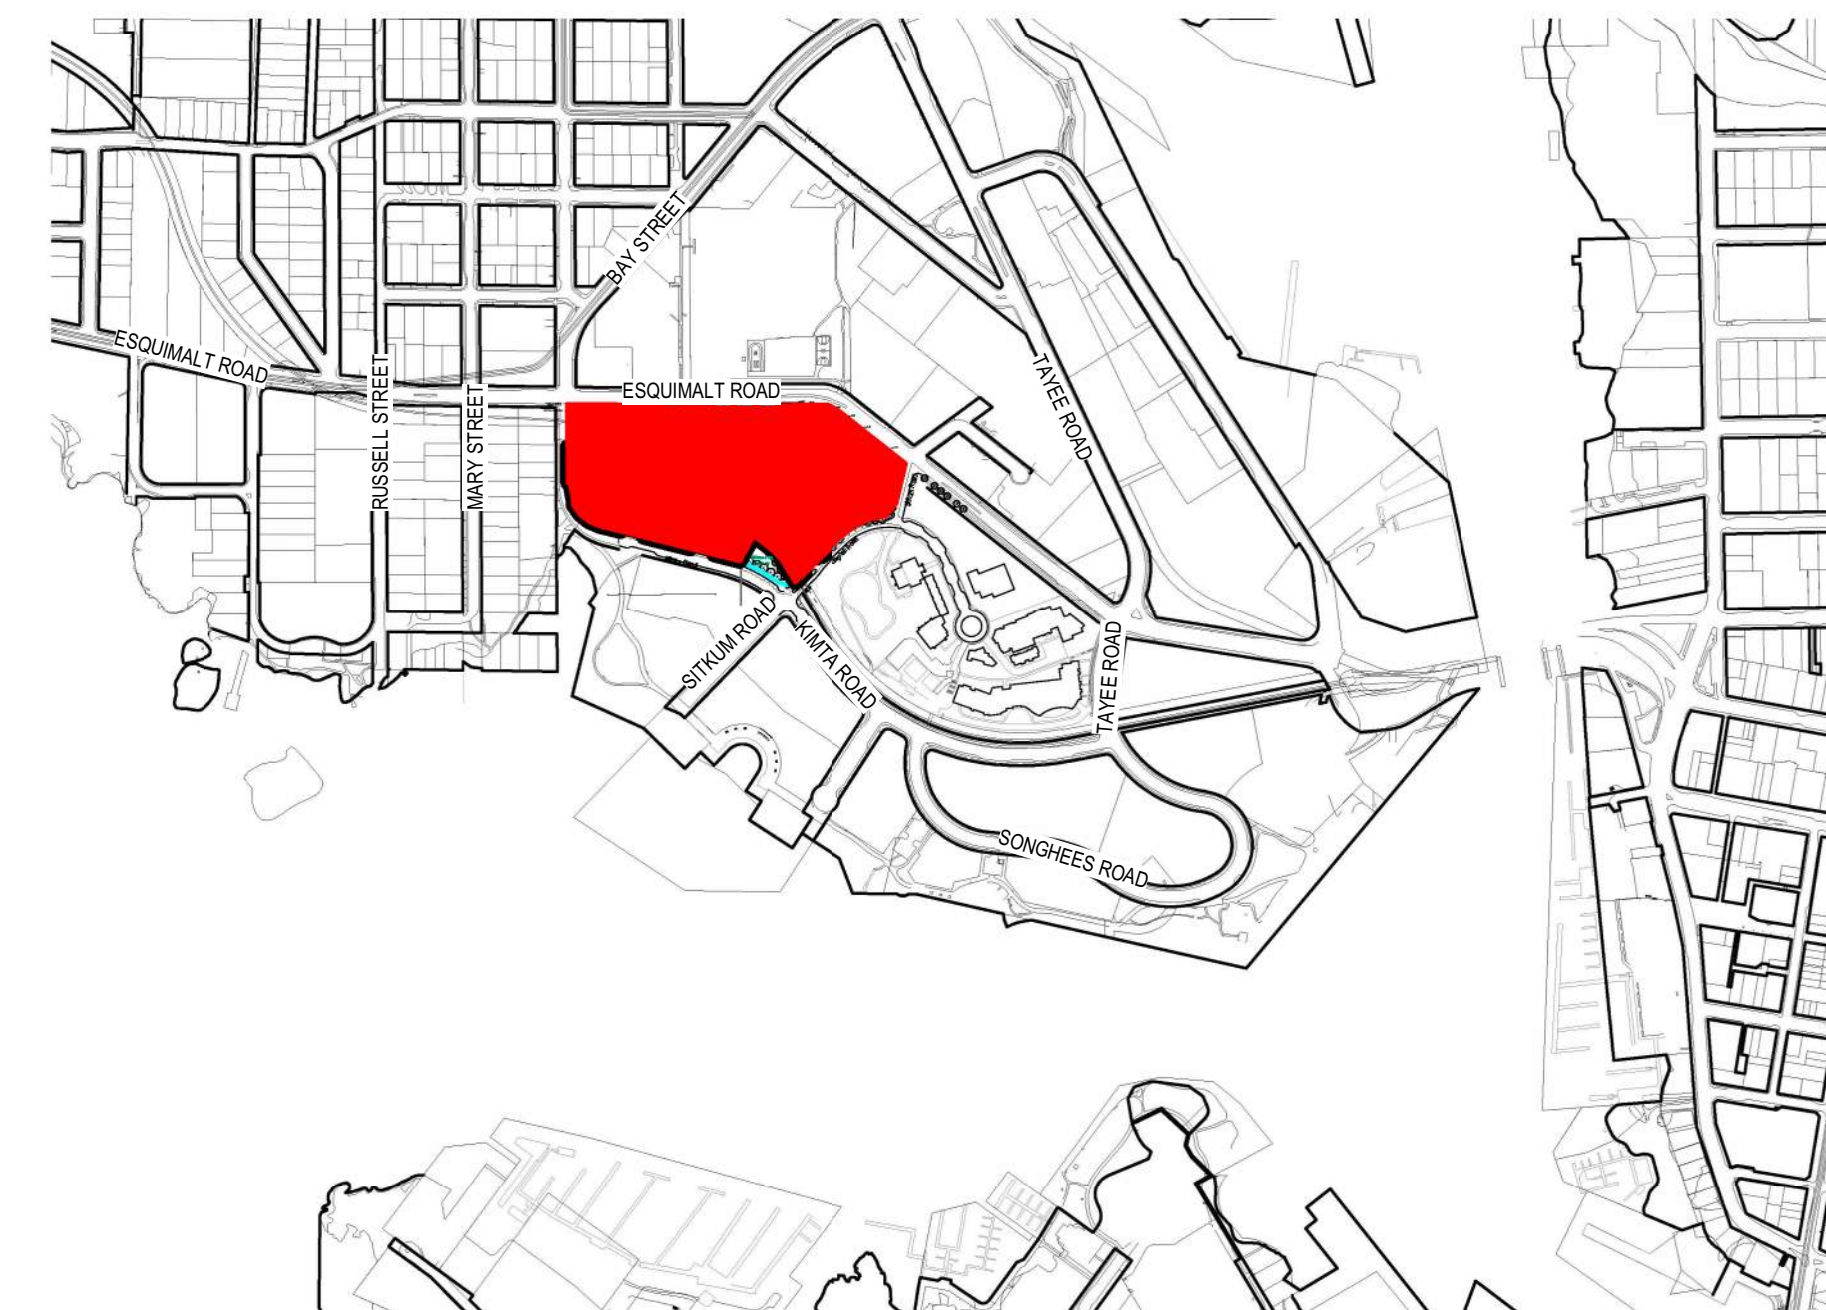 BAY STREET
ESQUIMALT ROAD
ESQUIMALT ROAD
RUSSELL STREET
MARY STREET
TAYEE ROAD
SITKUM ROAD
KIMTA ROAD
TAYEE ROAD
SONGHEES ROAD